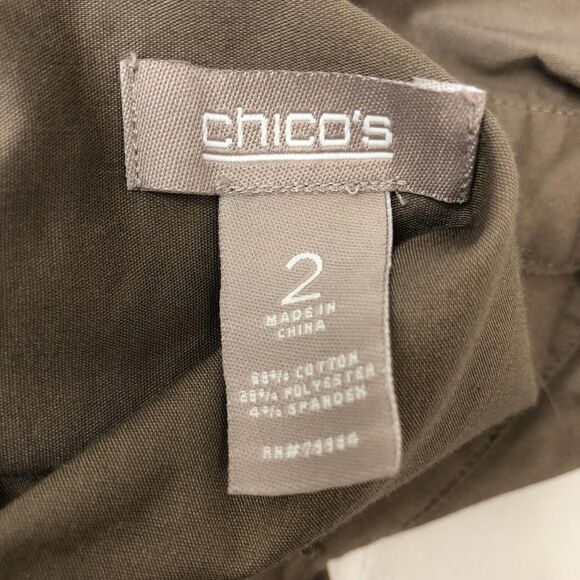 chico's
2
MADE IN
CHINA
68% COTTON
28% POLYESTER
4% SPANDEX